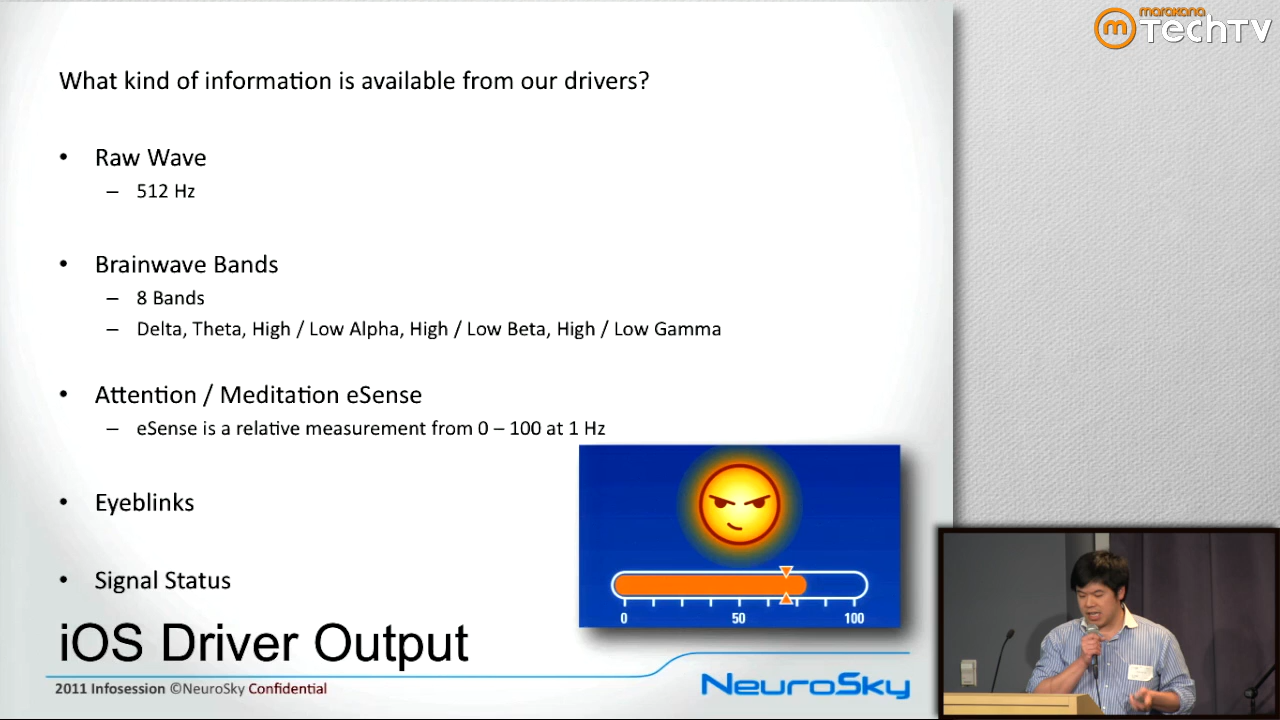 marakana
m TechTV
What kind of information is available from our drivers?
• Raw Wave
– 512 Hz
• Brainwave Bands
– 8 Bands
– Delta, Theta, High / Low Alpha, High / Low Beta, High / Low Gamma
• Attention / Meditation eSense
– eSense is a relative measurement from 0 – 100 at 1 Hz
• Eyeblinks
• Signal Status
0 50 100
iOS Driver Output
2011 Infosession ©NeuroSky Confidential
NeuroSky